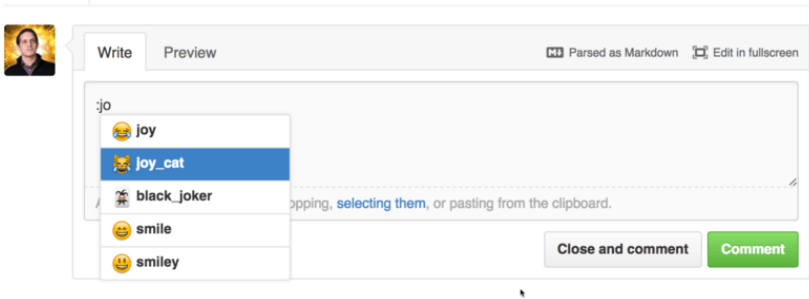 Write Preview Parsed as Markdown Edit in fullscreen
:jo
joy
joy_cat
black_joker
smile
smiley
opping, selecting them, or pasting from the clipboard.
Close and comment Comment